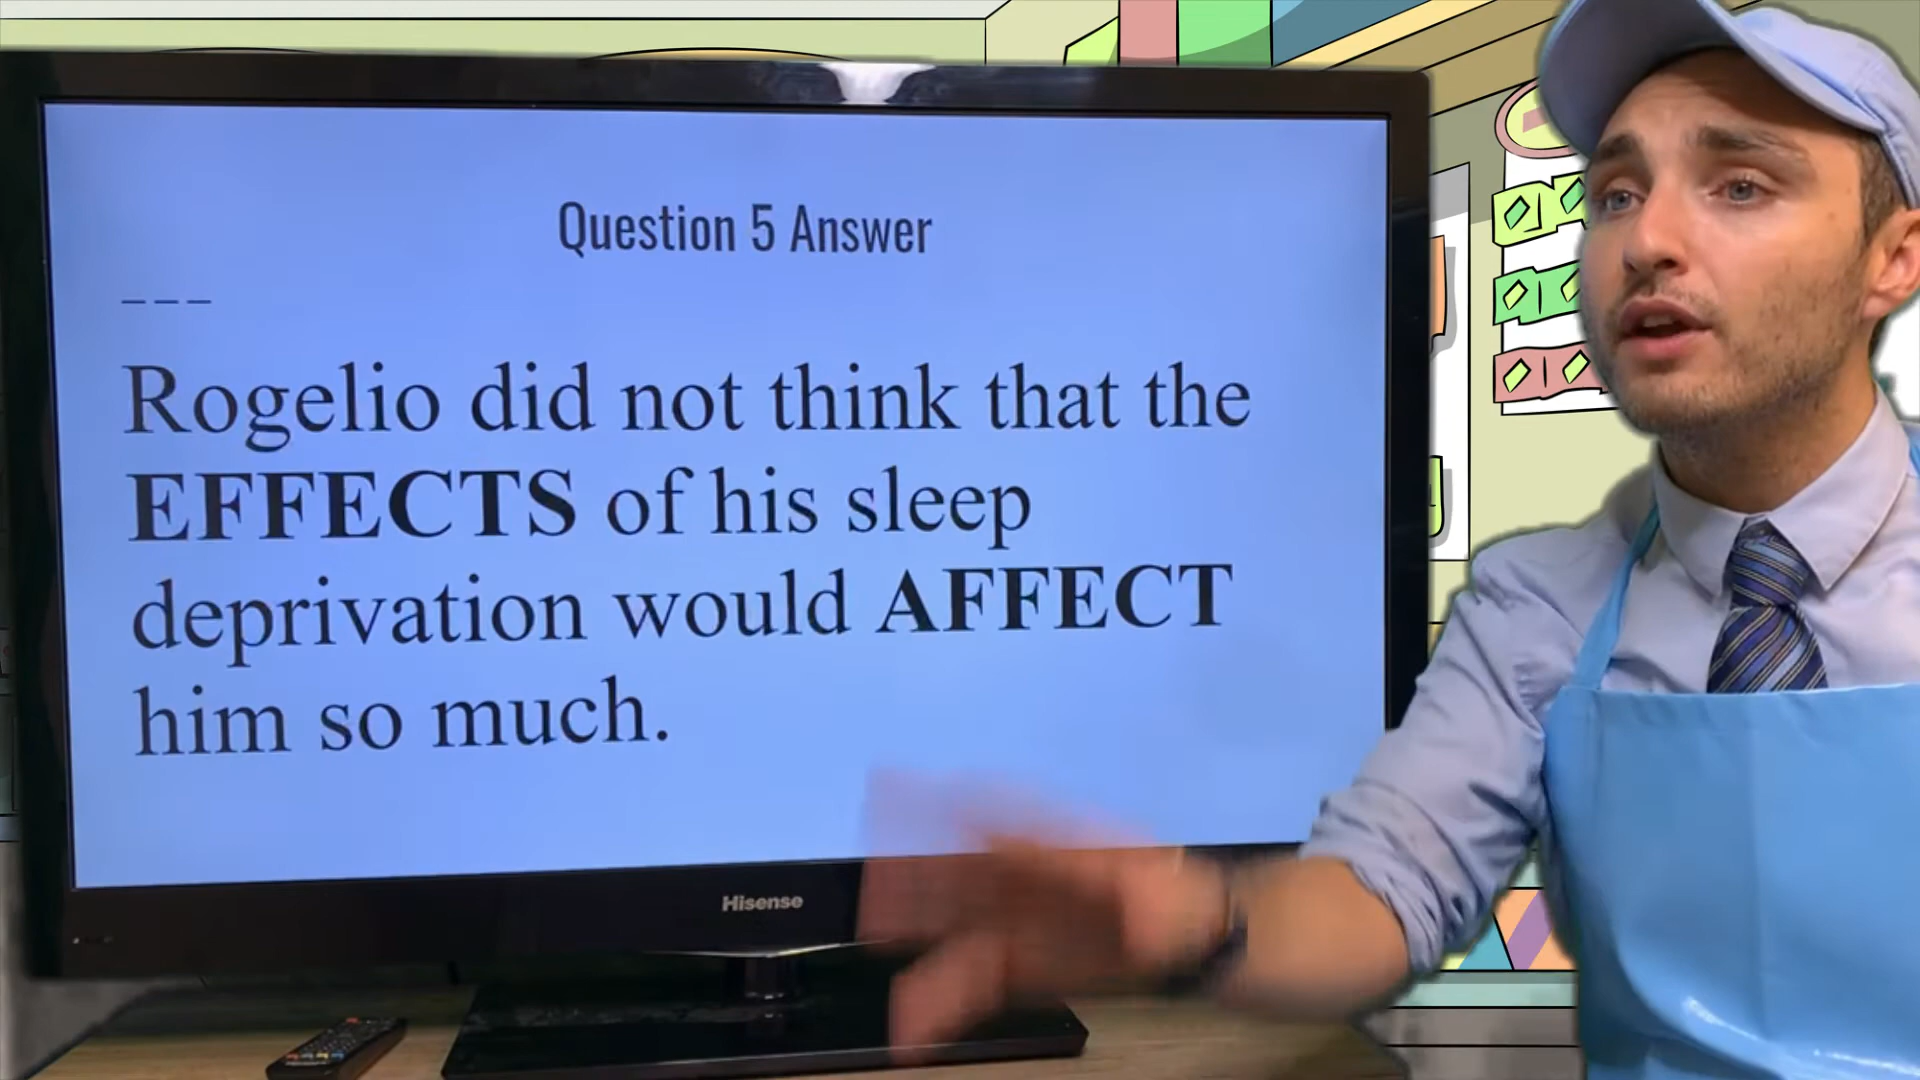 Question 5 Answer
Rogelio did not think that the
EFFECTS of his sleep
deprivation would AFFECT
him so much.
Hisense